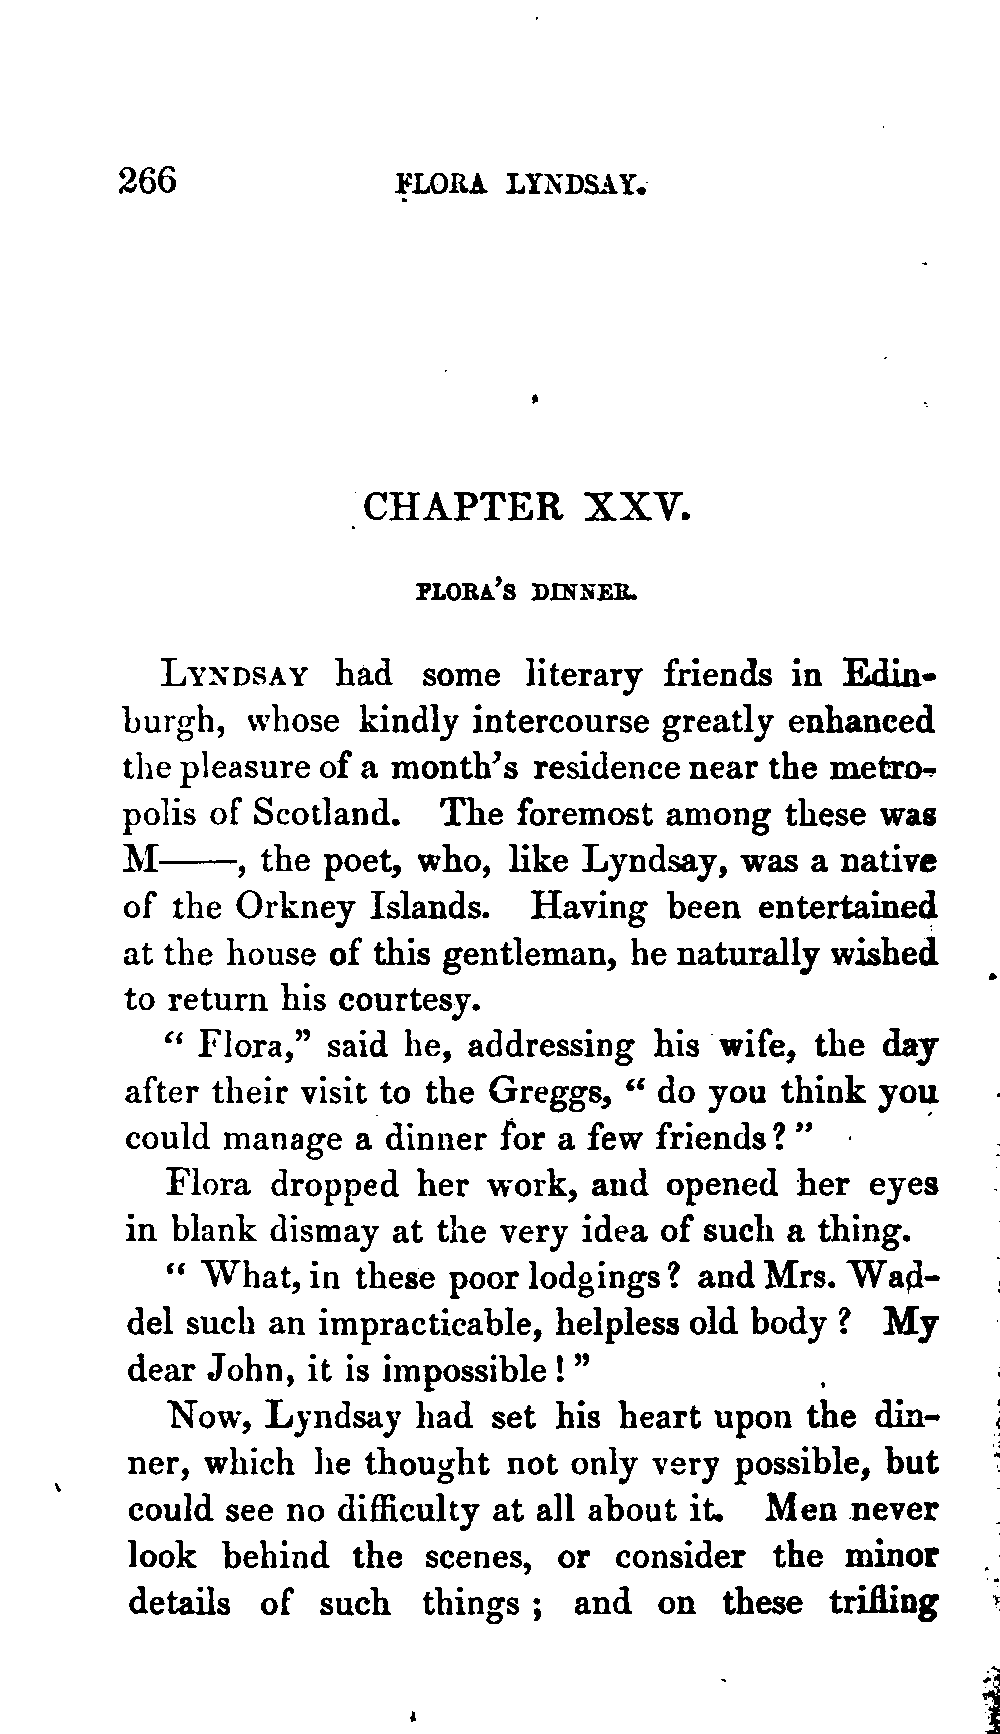 266 FLORA LYNDSAY.
CHAPTER XXV.
FLORA'S DINNER.
LYNDSAY had some literary friends in Edin-
burgh, whose kindly intercourse greatly enhanced
the pleasure of a month's residence near the metro-
polis of Scotland. The foremost among these was
M——, the poet, who, like Lyndsay, was a native
of the Orkney Islands. Having been entertained
at the house of this gentleman, he naturally wished
to return his courtesy.
“ Flora,” said he, addressing his wife, the day
after their visit to the Greggs, “ do you think you
could manage a dinner for a few friends? ”
Flora dropped her work, and opened her eyes
in blank dismay at the very idea of such a thing.
“ What, in these poor lodgings? and Mrs. Wad-
del such an impracticable, helpless old body ? My
dear John, it is impossible! ”
Now, Lyndsay had set his heart upon the din-
ner, which he thought not only very possible, but
could see no difficulty at all about it. Men never
look behind the scenes, or consider the minor
details of such things ; and on these trifling